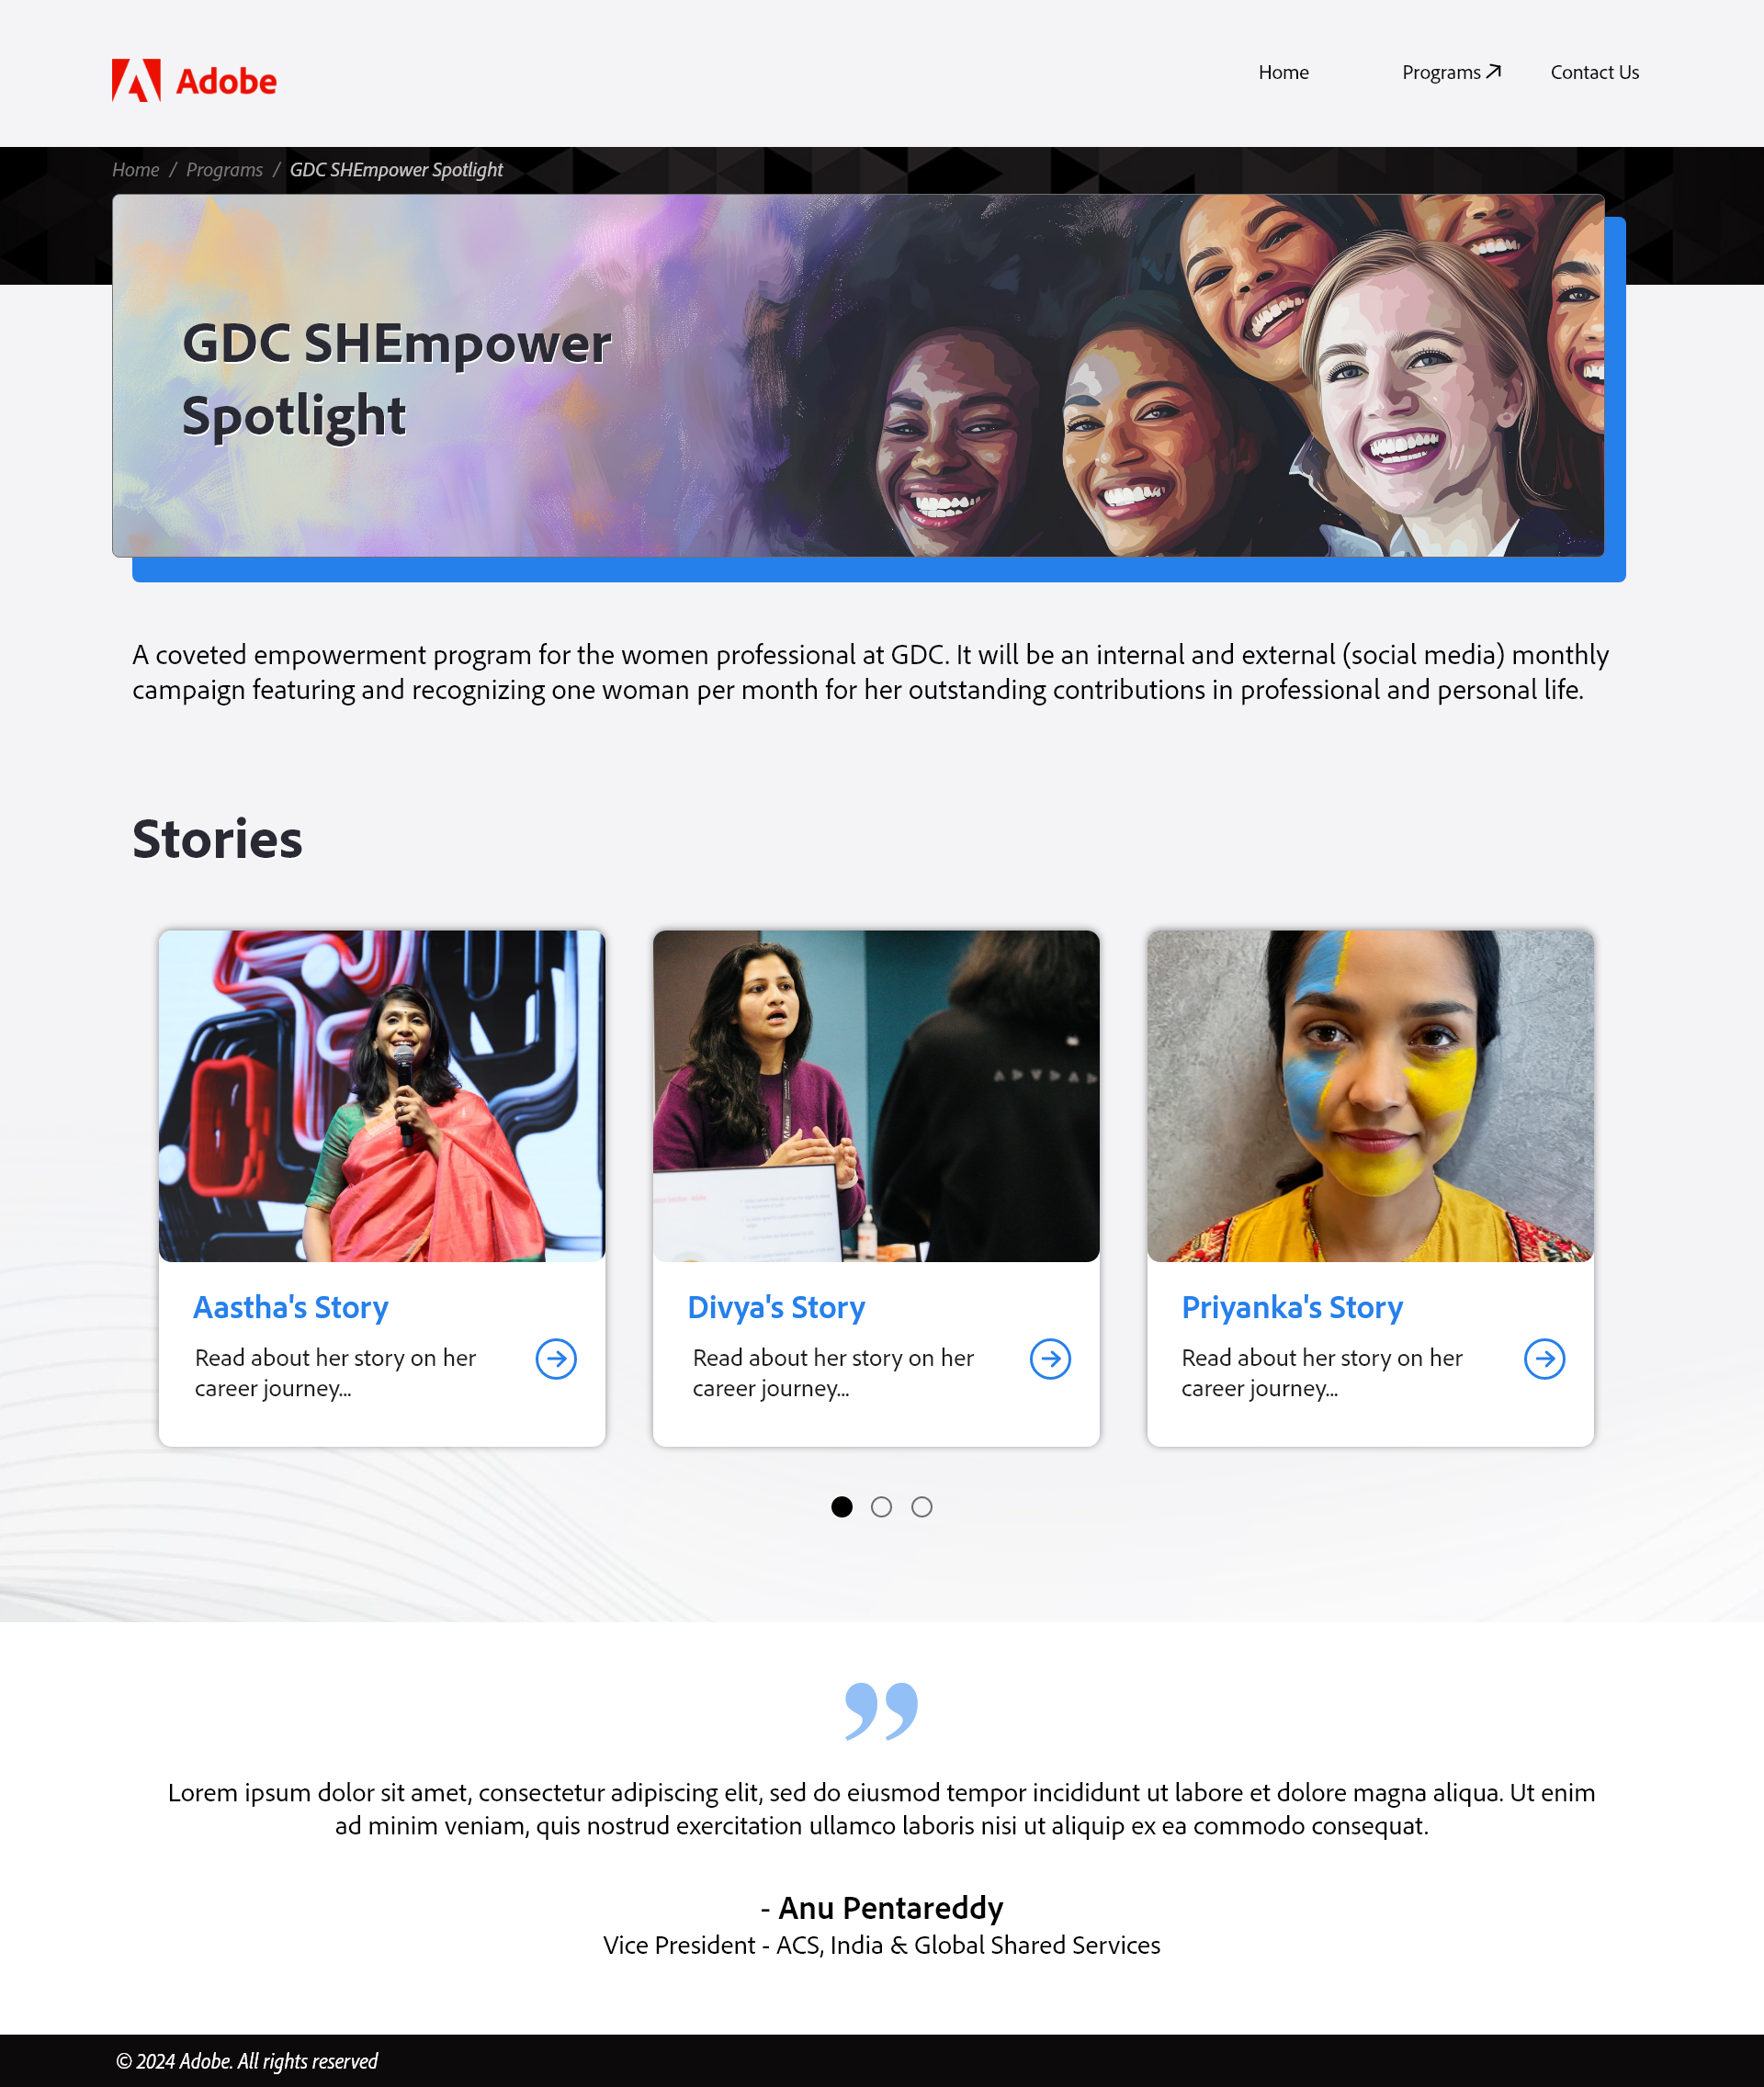 Adobe
Home
Programs
Contact Us
Home / Programs / GDC SHEmpower Spotlight
GDC SHEmpower
Spotlight
A coveted empowerment program for the women professional at GDC. It will be an internal and external (social media) monthly
campaign featuring and recognizing one woman per month for her outstanding contributions in professional and personal life.
Stories
Aastha's Story
Read about her story on her
career journey...
Divya's Story
Read about her story on her
career journey...
Priyanka's Story
Read about her story on her
career journey...
”
Lorem ipsum dolor sit amet, consectetur adipiscing elit, sed do eiusmod tempor incididunt ut labore et dolore magna aliqua. Ut enim
ad minim veniam, quis nostrud exercitation ullamco laboris nisi ut aliquip ex ea commodo consequat.
- Anu Pentareddy
Vice President - ACS, India & Global Shared Services
© 2024 Adobe. All rights reserved